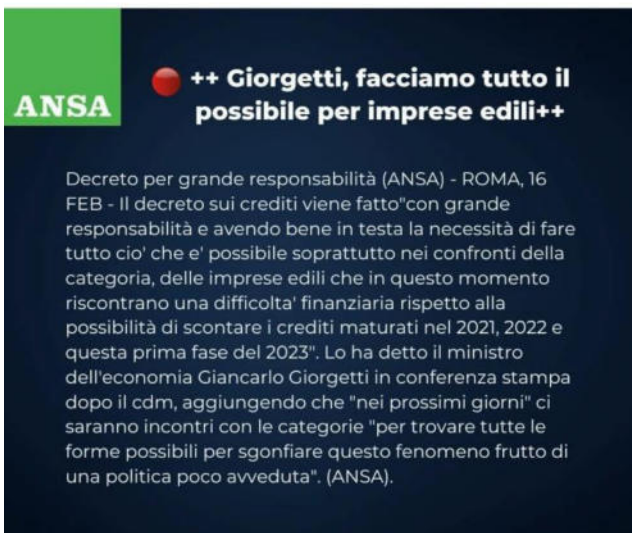 ANSA
++ Giorgetti, facciamo tutto il
possibile per imprese edili++
Decreto per grande responsabilità (ANSA) - ROMA, 16
FEB - Il decreto sui crediti viene fatto"con grande
responsabilità e avendo bene in testa la necessità di fare
tutto cio' che e' possibile soprattutto nei confronti della
categoria, delle imprese edili che in questo momento
riscontrano una difficolta' finanziaria rispetto alla
possibilità di scontare i crediti maturati nel 2021, 2022 e
questa prima fase del 2023". Lo ha detto il ministro
dell'economia Giancarlo Giorgetti in conferenza stampa
dopo il cdm, aggiungendo che "nei prossimi giorni" ci
saranno incontri con le categorie "per trovare tutte le
forme possibili per sgonfiare questo fenomeno frutto di
una politica poco avveduta". (ANSA).